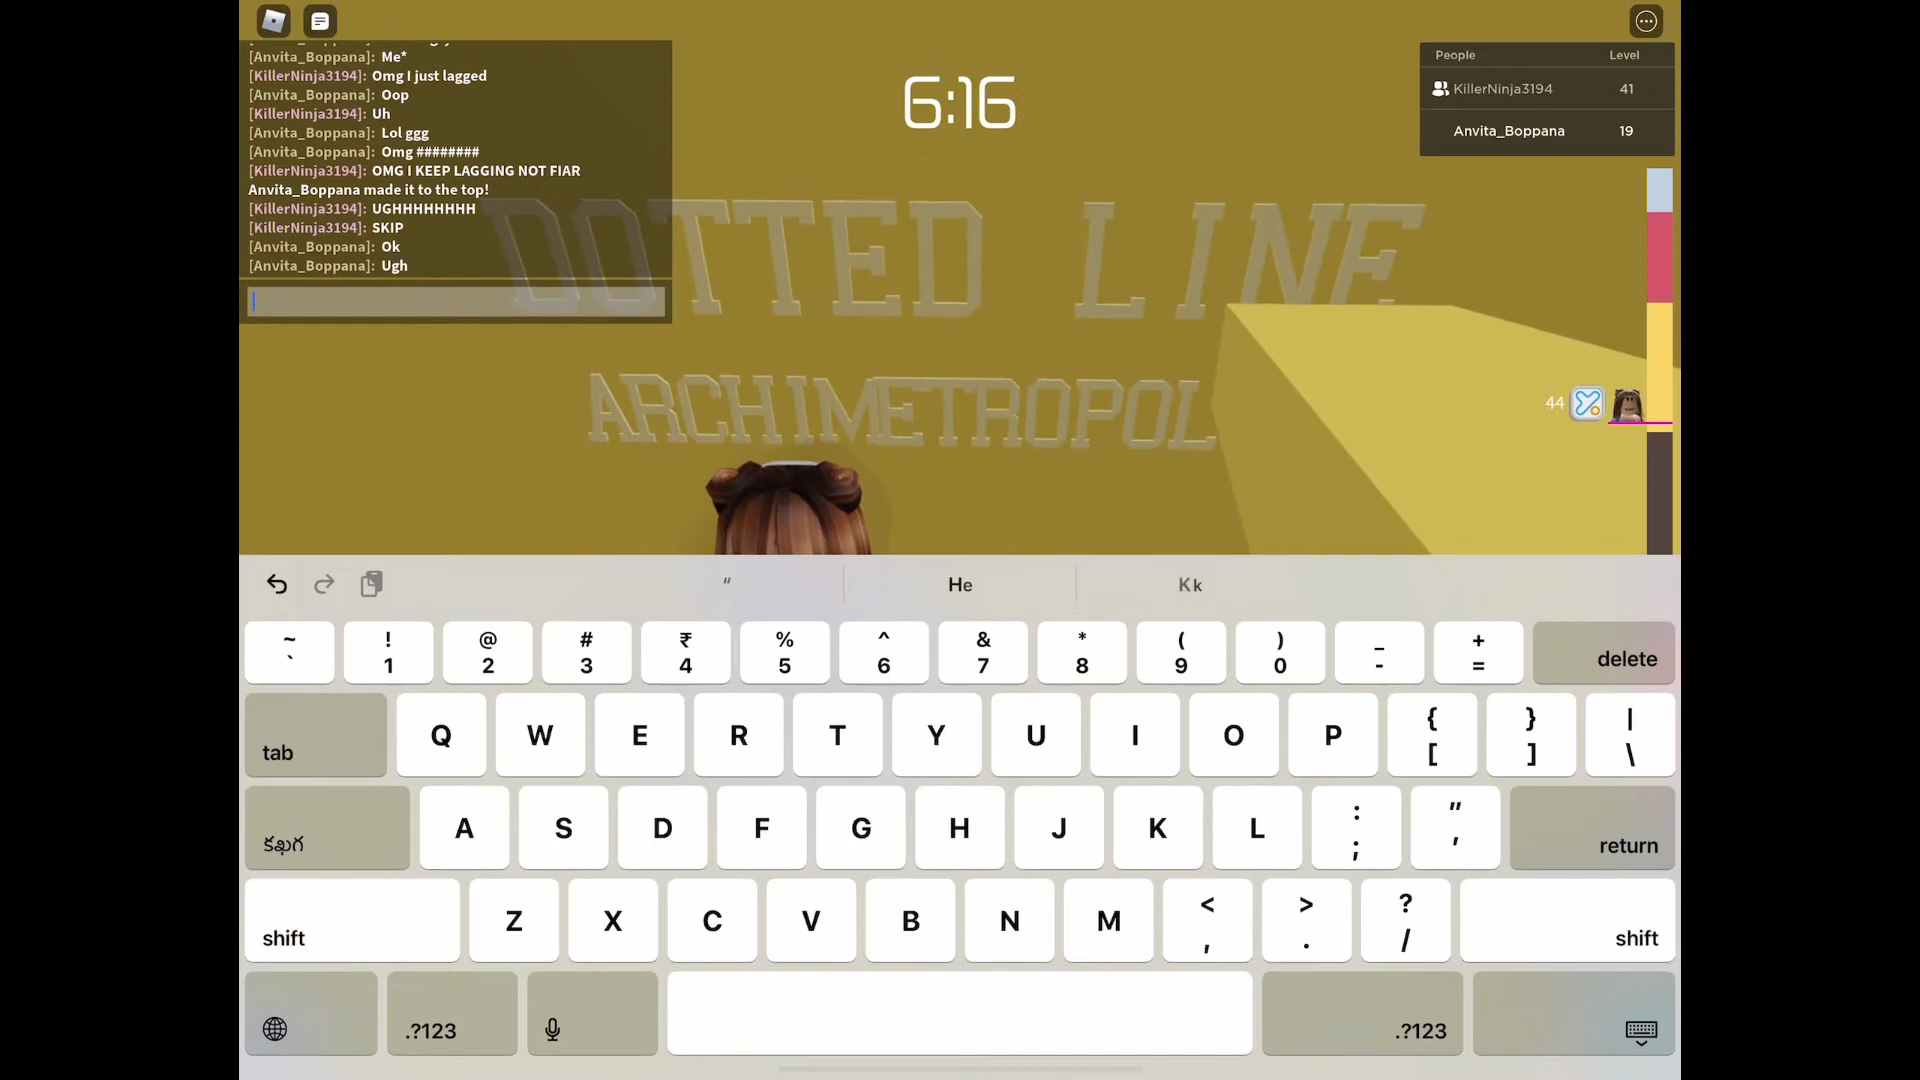 [Anvita_Boppana]: Me*
[KillerNinja3194]: Omg I just lagged
[Anvita_Boppana]: Oop
[KillerNinja3194]: Uh
[Anvita_Boppana]: Lol ggg
[Anvita_Boppana]: Omg ########
[KillerNinja3194]: OMG I KEEP LAGGING NOT FIAR
Anvita_Boppana made it to the top!
[KillerNinja3194]: UGHHHHHHHH
[KillerNinja3194]: SKIP
[Anvita_Boppana]: Ok
[Anvita_Boppana]: Ugh
6:16
People Level
KillerNinja3194 41
Anvita_Boppana 19
DOTTED LINE
ARCHIMETROPOL
44
" He Kk
~ ! @ # ₹ % ^ & * ( ) _ +
` 1 2 3 4 5 6 7 8 9 0 - = delete
tab Q W E R T Y U I O P { [ } ] | \
కఖగ A S D F G H J K L : ; " ' return
shift Z X C V B N M < , > . ? / shift
.?123 .?123